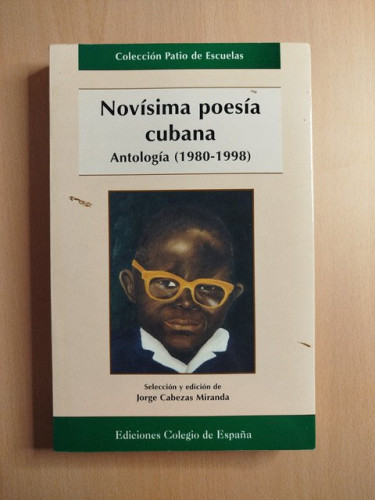 Colección Patio de Escuelas
Novísima poesía
cubana
Antología (1980-1998)
Selección y edición de
Jorge Cabezas Miranda
Ediciones Colegio de España